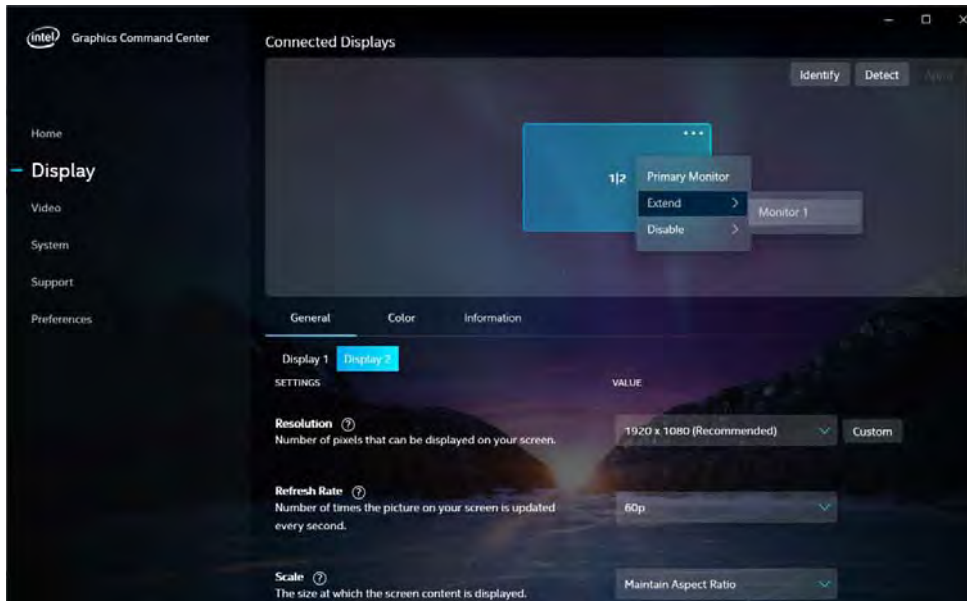 intel Graphics Command Center
Connected Displays
Identify Detect Apply
Home
Display
Video
System
Support
Preferences
1|2
Primary Monitor
Extend
Disable
Monitor 1
General Color Information
Display 1 Display 2
SETTINGS VALUE
Resolution ?
Number of pixels that can be displayed on your screen.
1920 x 1080 (Recommended) Custom
Refresh Rate ?
Number of times the picture on your screen is updated
every second.
60p
Scale ?
The size at which the screen content is displayed.
Maintain Aspect Ratio